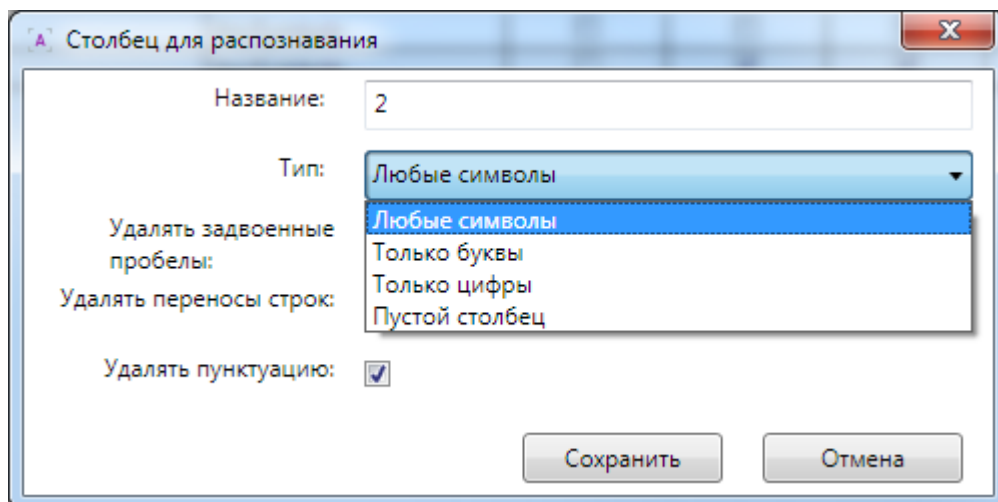 [A] Столбец для распознавания
Название:
2
Тип:
Любые символы
Любые символы
Только буквы
Только цифры
Пустой столбец
Удалять задвоенные
пробелы:
Удалять переносы строк:
Удалять пунктуацию:
Сохранить
Отмена